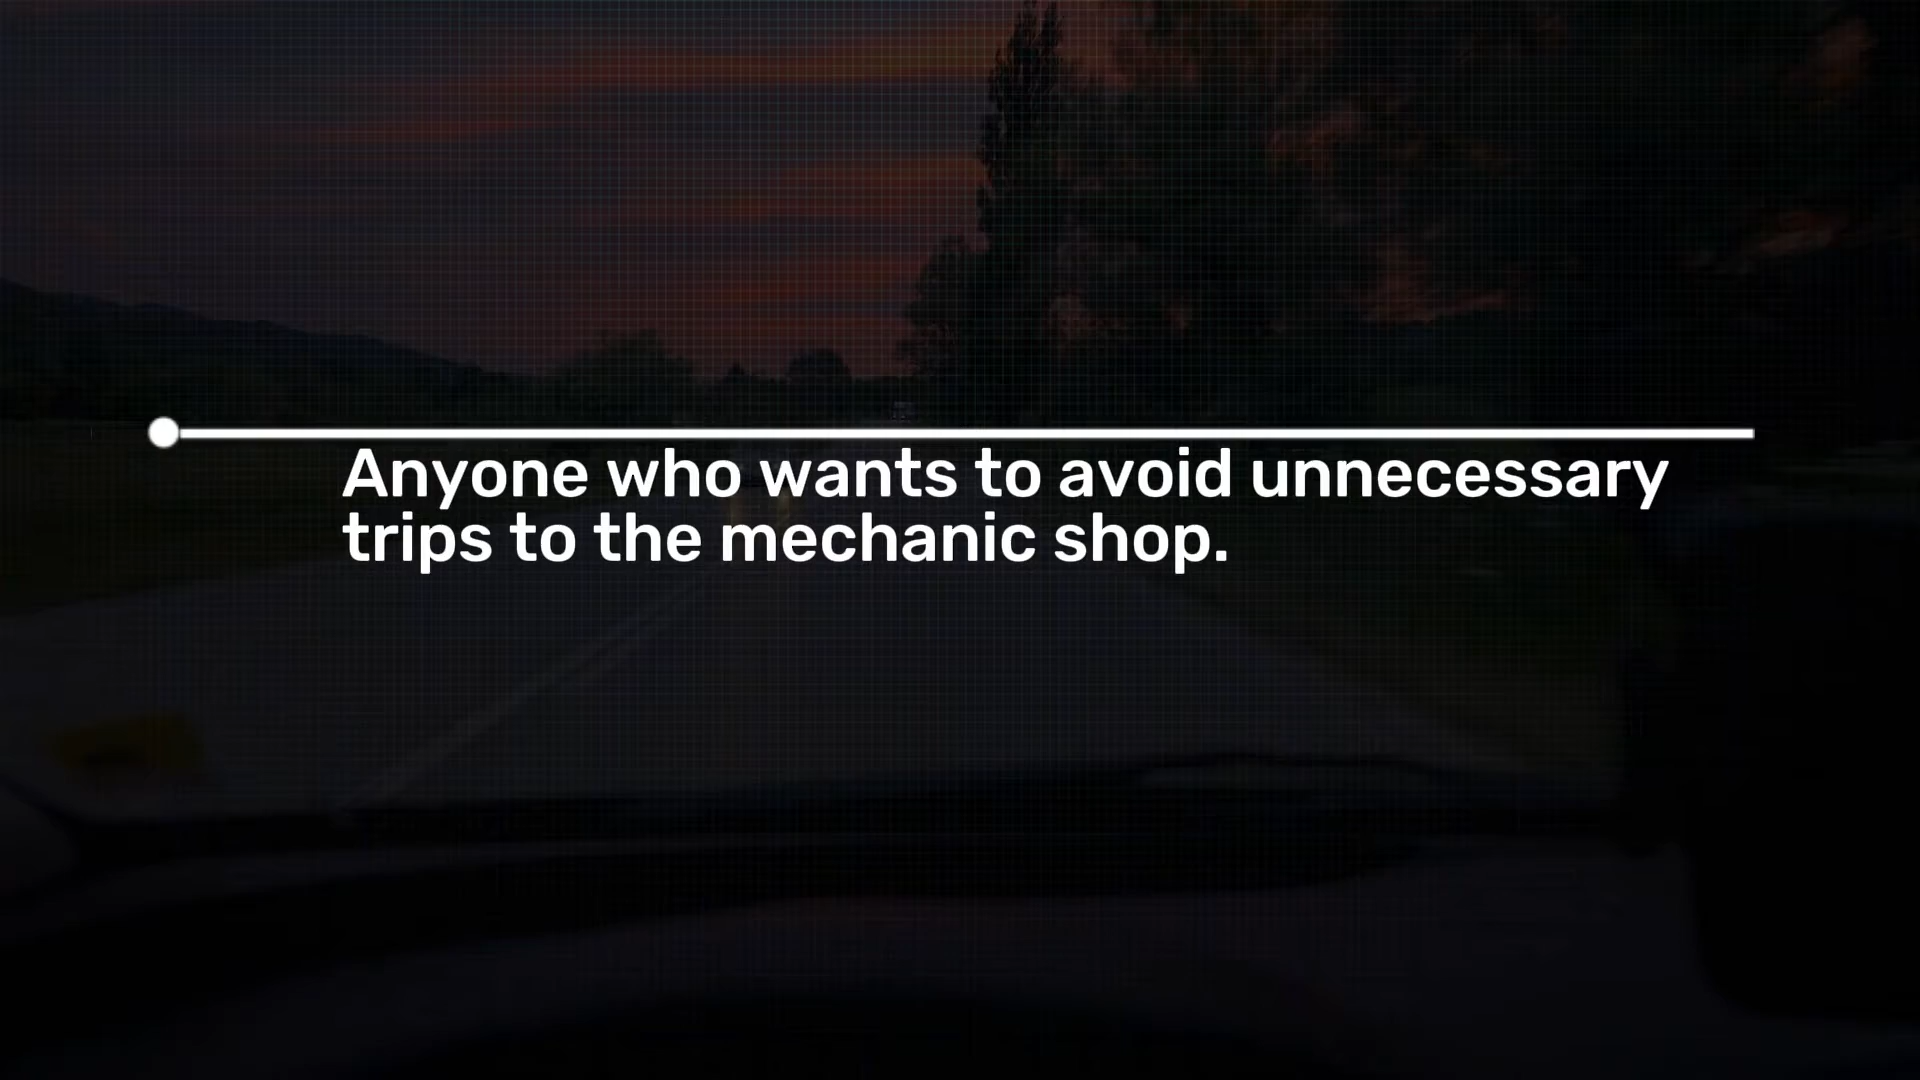 Anyone who wants to avoid unnecessary
trips to the mechanic shop.